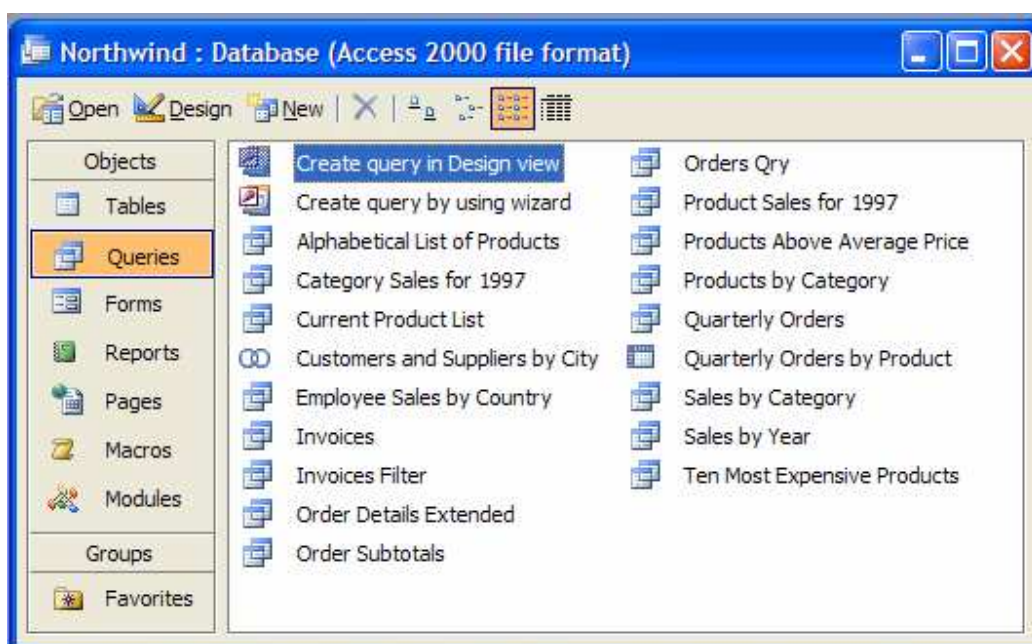 Northwind : Database (Access 2000 file format)
Open Design New
Objects
Tables
Queries
Forms
Reports
Pages
Macros
Modules
Groups
Favorites
Create query in Design view
Create query by using wizard
Alphabetical List of Products
Category Sales for 1997
Current Product List
Customers and Suppliers by City
Employee Sales by Country
Invoices
Invoices Filter
Order Details Extended
Order Subtotals
Orders Qry
Product Sales for 1997
Products Above Average Price
Products by Category
Quarterly Orders
Quarterly Orders by Product
Sales by Category
Sales by Year
Ten Most Expensive Products